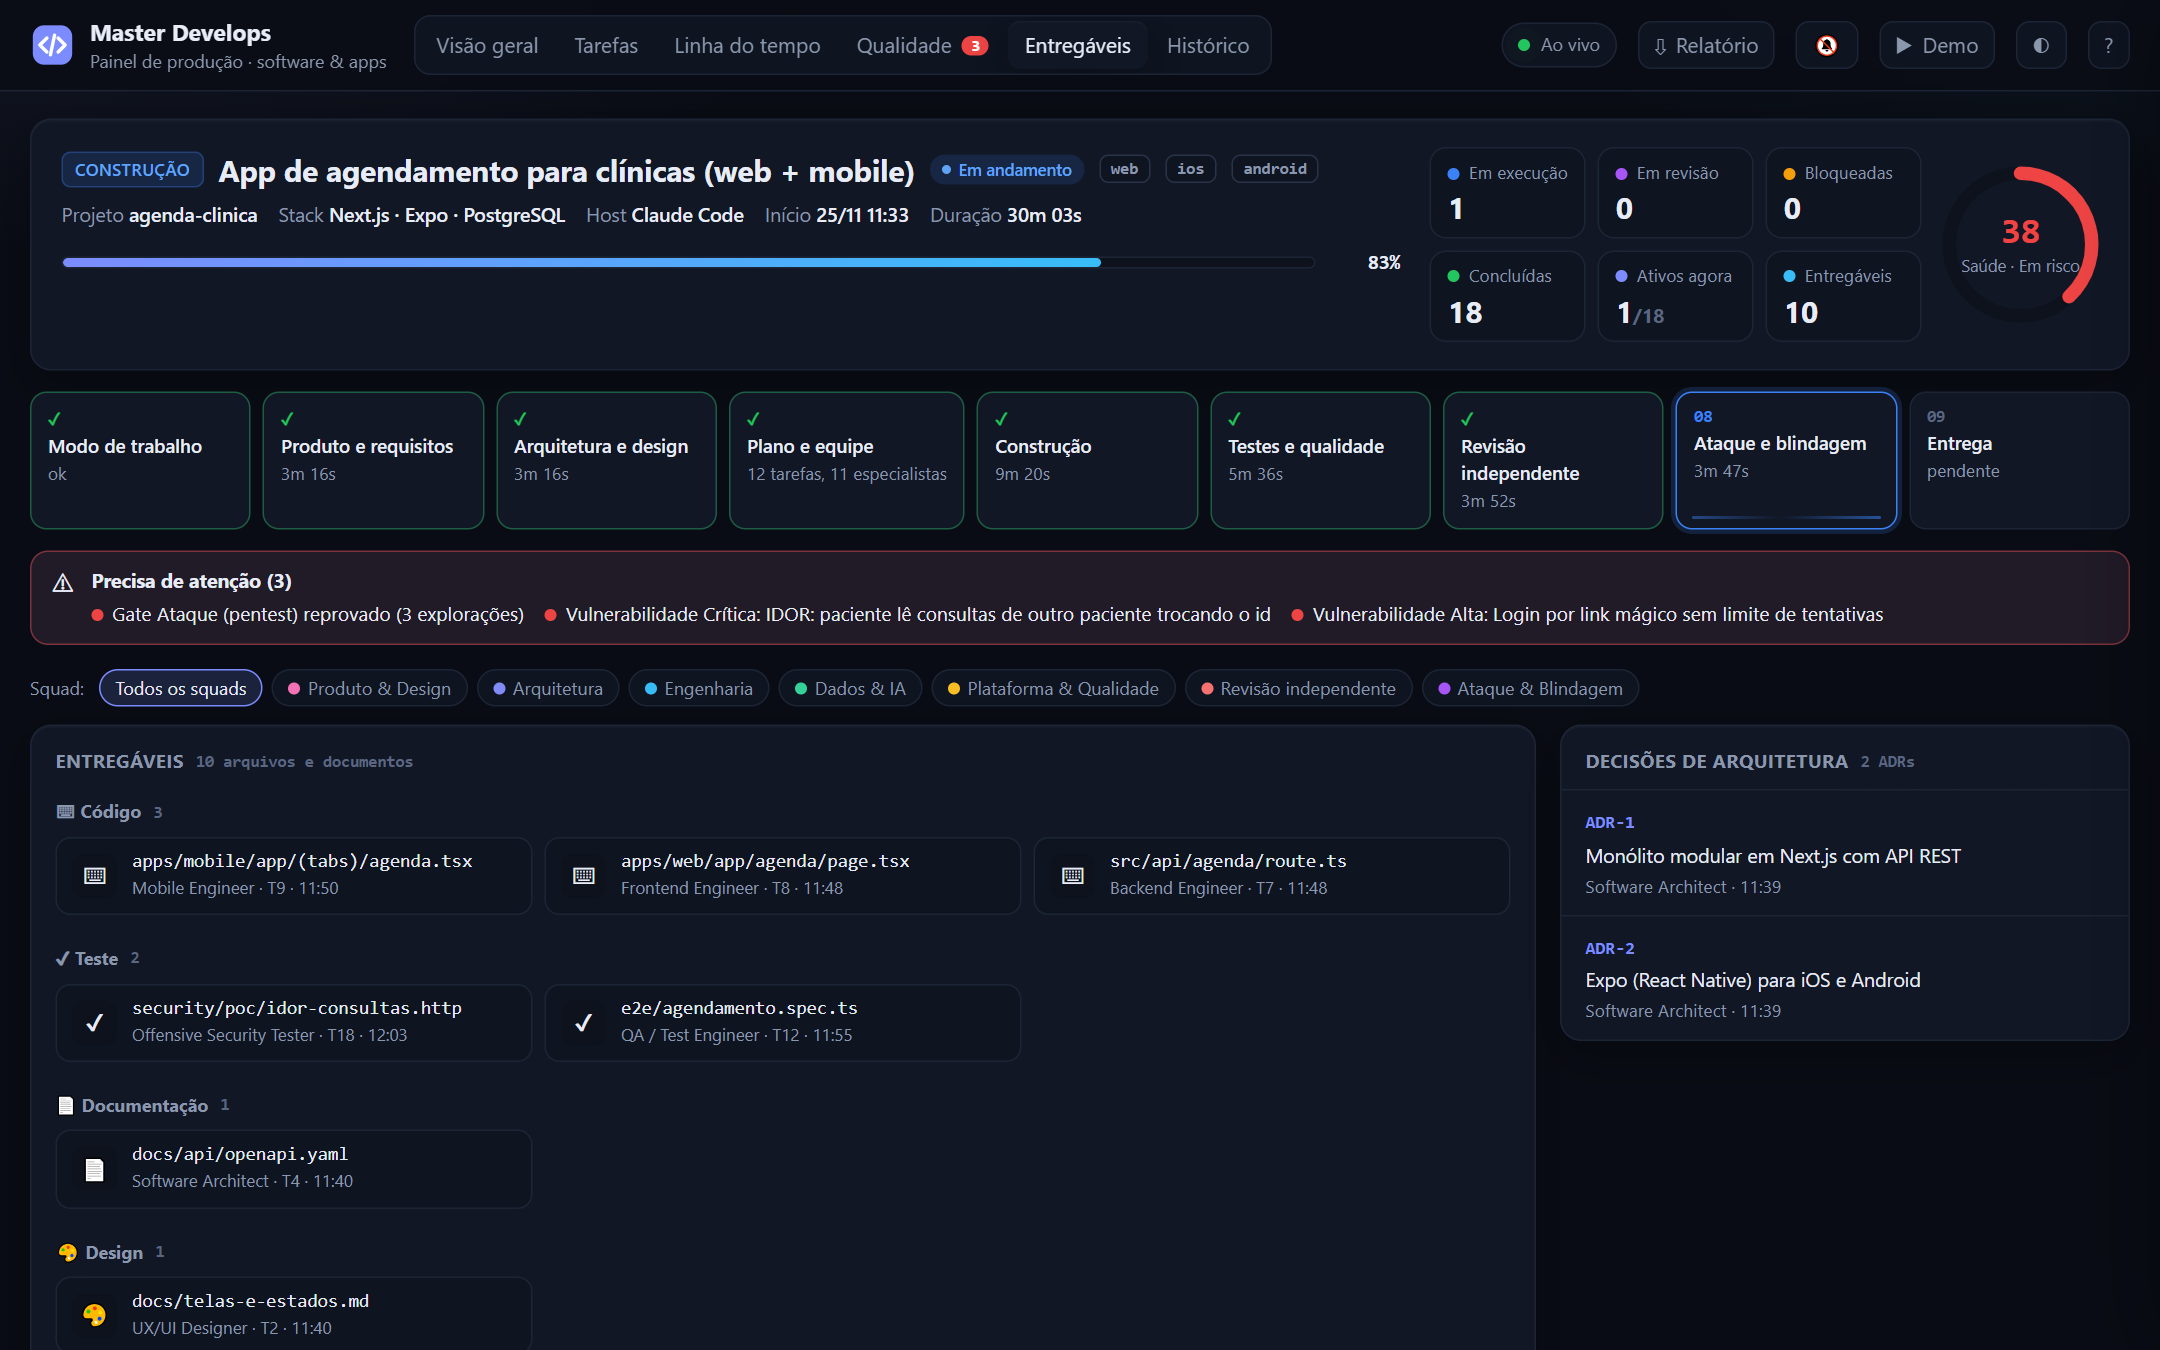 Master Develops
Painel de produção · software & apps
Visão geral
Tarefas
Linha do tempo
Qualidade 3
Entregáveis
Histórico
Ao vivo
⇩ Relatório
▶ Demo
?
CONSTRUÇÃO
App de agendamento para clínicas (web + mobile)
Em andamento
web
ios
android
Projeto agenda-clinica Stack Next.js · Expo · PostgreSQL Host Claude Code Início 25/11 11:33 Duração 30m 03s
83%
Em execução
1
Em revisão
0
Bloqueadas
0
Concluídas
18
Ativos agora
1/18
Entregáveis
10
38
Saúde · Em risco
✓
Modo de trabalho
ok
✓
Produto e requisitos
3m 16s
✓
Arquitetura e design
3m 16s
✓
Plano e equipe
12 tarefas, 11 especialistas
✓
Construção
9m 20s
✓
Testes e qualidade
5m 36s
✓
Revisão
independente
3m 52s
08
Ataque e blindagem
3m 47s
09
Entrega
pendente
⚠ Precisa de atenção (3)
Gate Ataque (pentest) reprovado (3 explorações) Vulnerabilidade Crítica: IDOR: paciente lê consultas de outro paciente trocando o id Vulnerabilidade Alta: Login por link mágico sem limite de tentativas
Squad: Todos os squads Produto & Design Arquitetura Engenharia Dados & IA Plataforma & Qualidade Revisão independente Ataque & Blindagem
ENTREGÁVEIS 10 arquivos e documentos
Código 3
apps/mobile/app/(tabs)/agenda.tsx
Mobile Engineer · T9 · 11:50
apps/web/app/agenda/page.tsx
Frontend Engineer · T8 · 11:48
src/api/agenda/route.ts
Backend Engineer · T7 · 11:48
✓ Teste 2
security/poc/idor-consultas.http
Offensive Security Tester · T18 · 12:03
e2e/agendamento.spec.ts
QA / Test Engineer · T12 · 11:55
Documentação 1
docs/api/openapi.yaml
Software Architect · T4 · 11:40
Design 1
docs/telas-e-estados.md
UX/UI Designer · T2 · 11:40
DECISÕES DE ARQUITETURA 2 ADRs
ADR-1
Monólito modular em Next.js com API REST
Software Architect · 11:39
ADR-2
Expo (React Native) para iOS e Android
Software Architect · 11:39